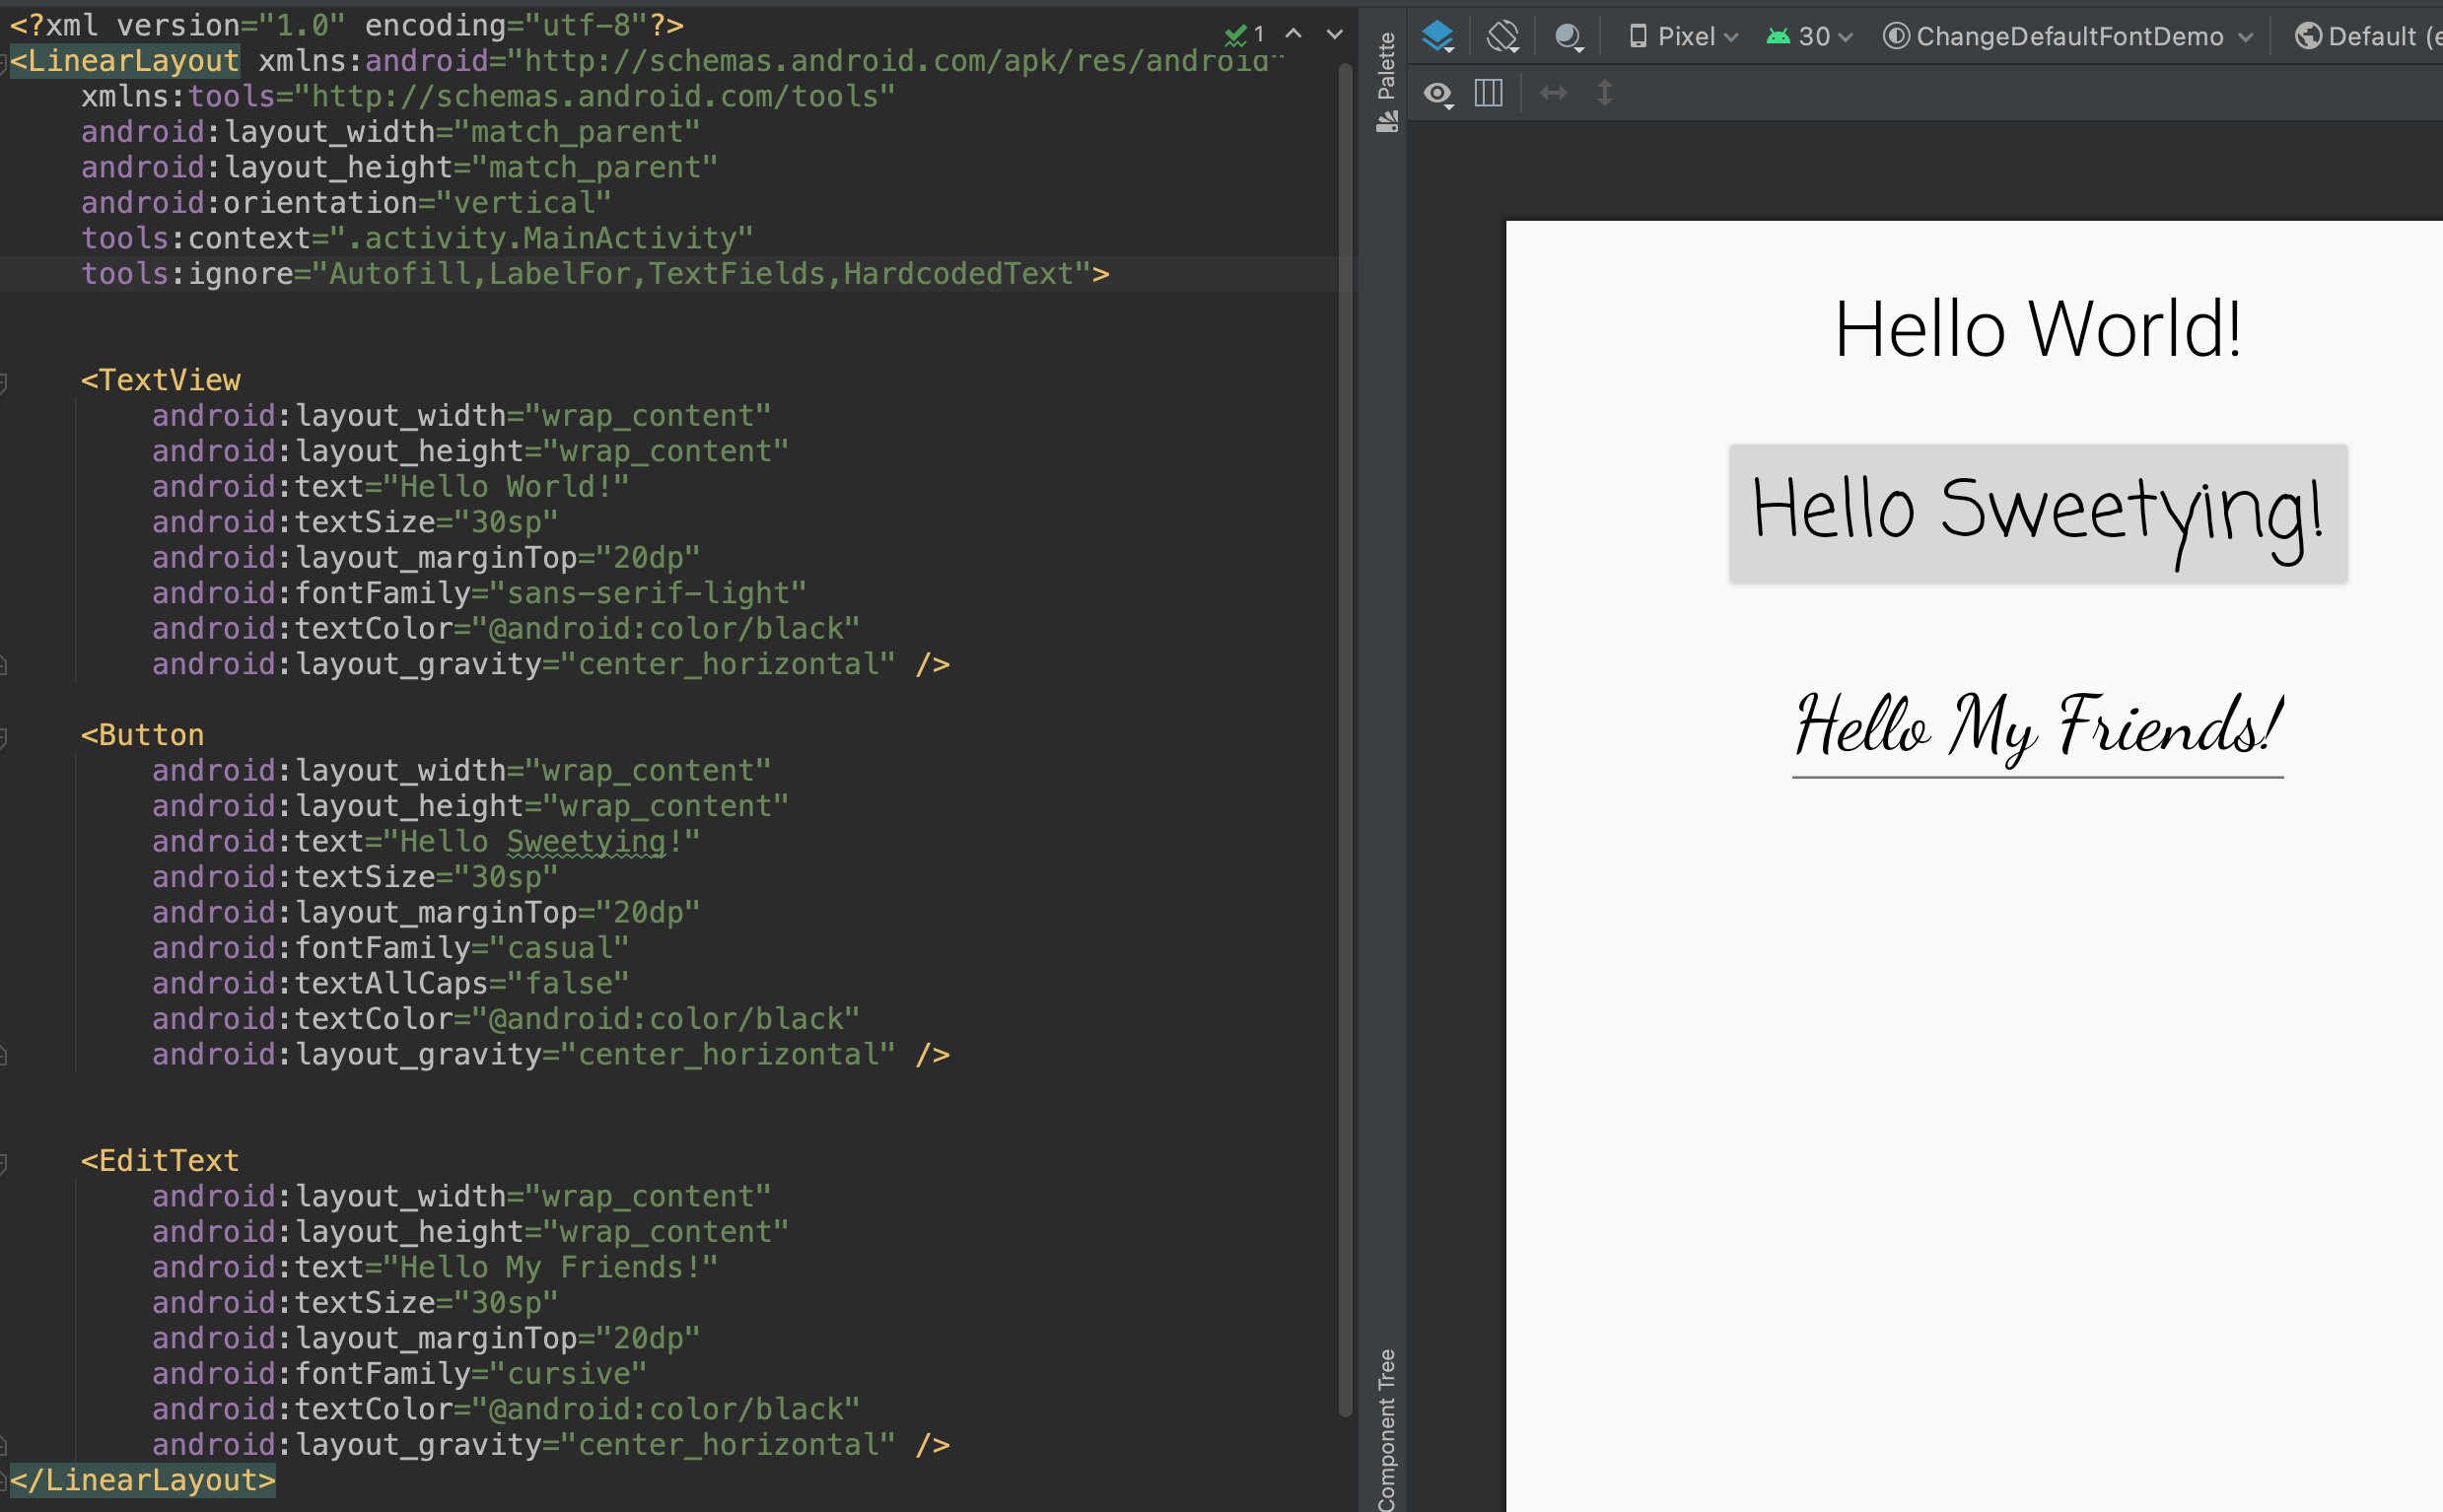 <?xml version="1.0" encoding="utf-8"?>
<LinearLayout xmlns:android="http://schemas.android.com/apk/res/android"
xmlns:tools="http://schemas.android.com/tools"
android:layout_width="match_parent"
android:layout_height="match_parent"
android:orientation="vertical"
tools:context=".activity.MainActivity"
tools:ignore="Autofill,LabelFor,TextFields,HardcodedText">
<TextView
android:layout_width="wrap_content"
android:layout_height="wrap_content"
android:text="Hello World!"
android:textSize="30sp"
android:layout_marginTop="20dp"
android:fontFamily="sans-serif-light"
android:textColor="@android:color/black"
android:layout_gravity="center_horizontal" />
<Button
android:layout_width="wrap_content"
android:layout_height="wrap_content"
android:text="Hello Sweetying!"
android:textSize="30sp"
android:layout_marginTop="20dp"
android:fontFamily="casual"
android:textAllCaps="false"
android:textColor="@android:color/black"
android:layout_gravity="center_horizontal" />
<EditText
android:layout_width="wrap_content"
android:layout_height="wrap_content"
android:text="Hello My Friends!"
android:textSize="30sp"
android:layout_marginTop="20dp"
android:fontFamily="cursive"
android:textColor="@android:color/black"
android:layout_gravity="center_horizontal" />
</LinearLayout>
1
Palette
Component Tree
Pixel 30 ChangeDefaultFontDemo Default (e
Hello World!
Hello Sweetying!
Hello My Friends!